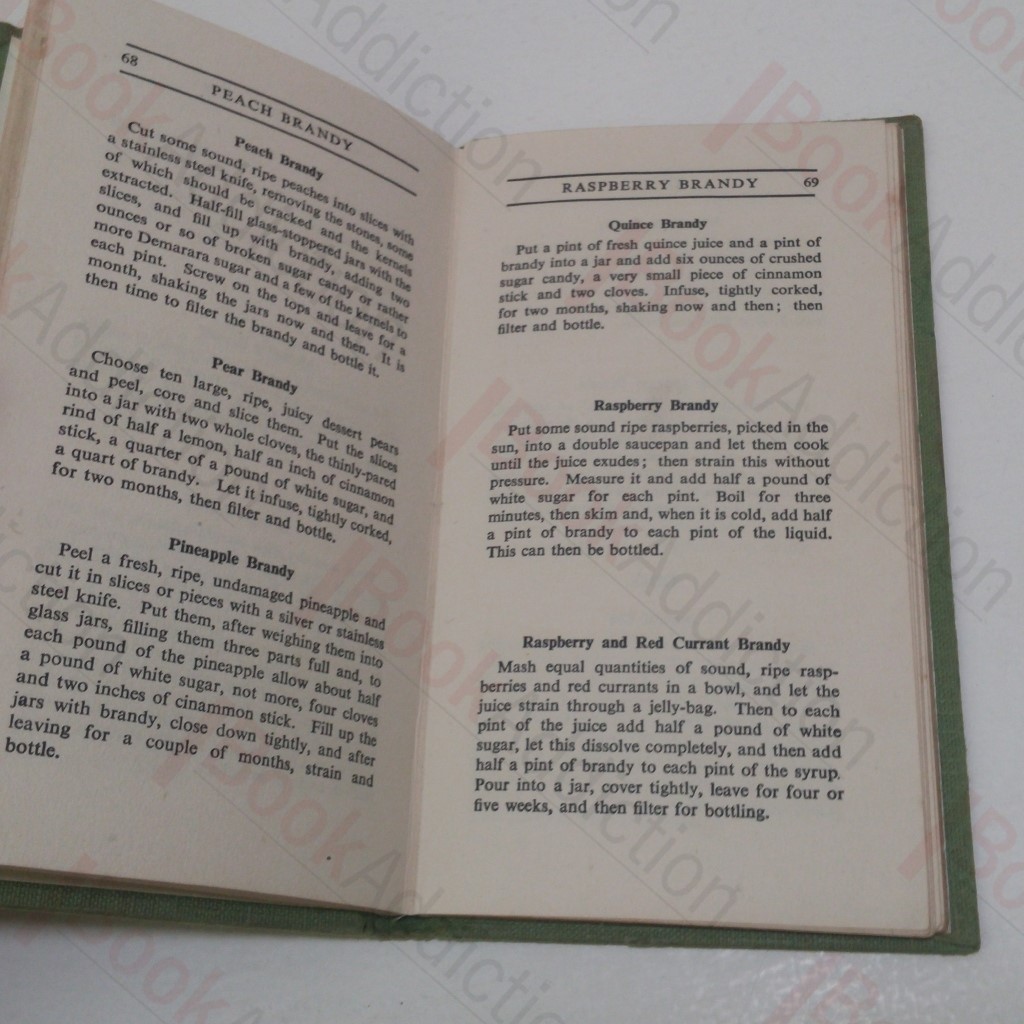 68
PEACH BRANDY
Peach Brandy
Cut some sound, ripe peaches into slices with
a stainless steel knife, removing the stones, some
of which should be cracked and the kernels
extracted. Half-fill glass-stoppered jars with the
slices, and fill up with brandy, adding two
ounces or so of broken sugar candy or rather
more Demarara sugar and a few of the kernels to
each pint. Screw on the tops and leave for a
month, shaking the jars now and then. It is
then time to filter the brandy and bottle it.
Pear Brandy
Choose ten large, ripe, juicy dessert pears
and peel, core and slice them. Put the slices
into a jar with two whole cloves, the thinly-pared
rind of half a lemon, half an inch of cinnamon
stick, a quarter of a pound of white sugar, and
a quart of brandy. Let it infuse, tightly corked,
for two months, then filter and bottle.
Pineapple Brandy
Peel a fresh, ripe, undamaged pineapple and
cut it in slices or pieces with a silver or stainless
steel knife. Put them, after weighing them into
glass jars, filling them three parts full and, to
each pound of the pineapple allow about half
a pound of white sugar, not more, four cloves
and two inches of cinammon stick. Fill up the
jars with brandy, close down tightly, and after
leaving for a couple of months, strain and
bottle.
RASPBERRY BRANDY 69
Quince Brandy
Put a pint of fresh quince juice and a pint of
brandy into a jar and add six ounces of crushed
sugar candy, a very small piece of cinnamon
stick and two cloves. Infuse, tightly corked,
for two months, shaking now and then; then
filter and bottle.
Raspberry Brandy
Put some sound ripe raspberries, picked in the
sun, into a double saucepan and let them cook
until the juice exudes; then strain this without
pressure. Measure it and add half a pound of
white sugar for each pint. Boil for three
minutes, then skim and, when it is cold, add half
a pint of brandy to each pint of the liquid.
This can then be bottled.
Raspberry and Red Currant Brandy
Mash equal quantities of sound, ripe rasp-
berries and red currants in a bowl, and let the
juice strain through a jelly-bag. Then to each
pint of the juice add half a pound of white
sugar, let this dissolve completely, and then add
half a pint of brandy to each pint of the syrup.
Pour into a jar, cover tightly, leave for four or
five weeks, and then filter for bottling.
BookAddiction